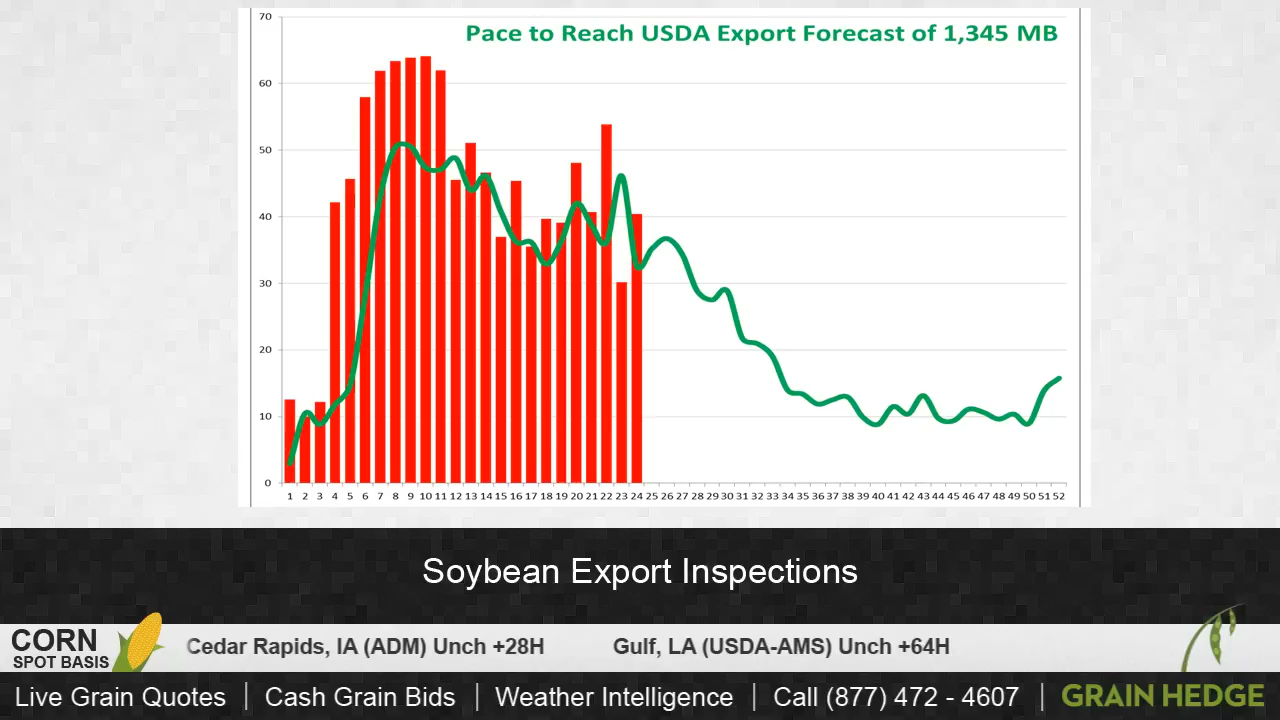 Pace to Reach USDA Export Forecast of 1,345 MB
70
60
50
40
30
20
10
0
1 2 3 4 5 6 7 8 9 10 11 12 13 14 15 16 17 18 19 20 21 22 23 24 25 26 27 28 29 30 31 32 33 34 35 36 37 38 39 40 41 42 43 44 45 46 47 48 49 50 51 52
Soybean Export Inspections
CORN
SPOT BASIS
Cedar Rapids, IA (ADM) Unch +28H
Gulf, LA (USDA-AMS) Unch +64H
Live Grain Quotes | Cash Grain Bids | Weather Intelligence | Call (877) 472 - 4607 | GRAIN HEDGE